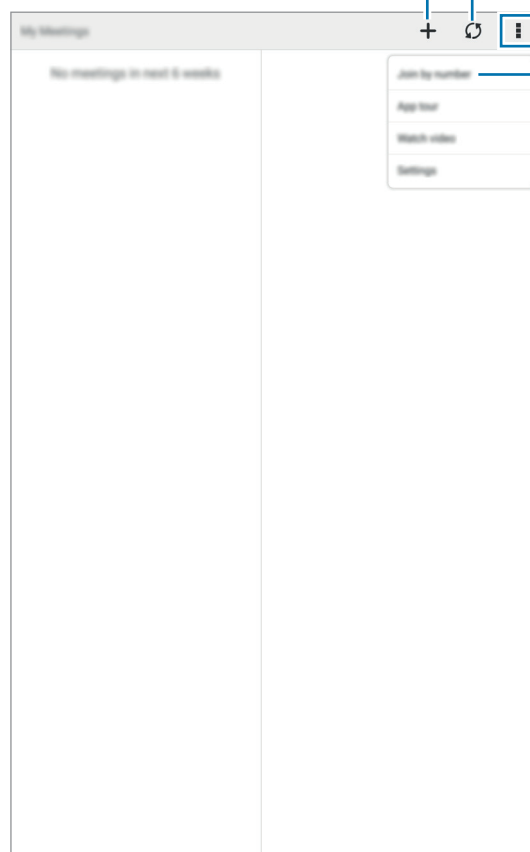 My Meetings
No meetings in next 6 weeks
Join by number
App tour
Watch video
Settings